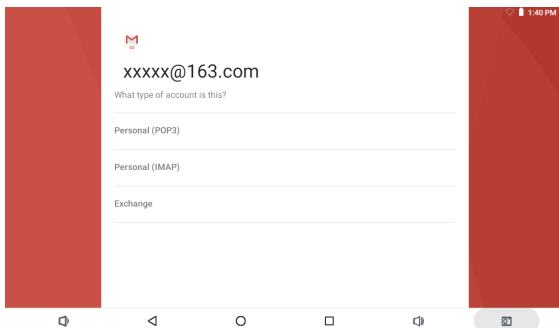 1:40 PM
xxxxx@163.com
What type of account is this?
Personal (POP3)
Personal (IMAP)
Exchange